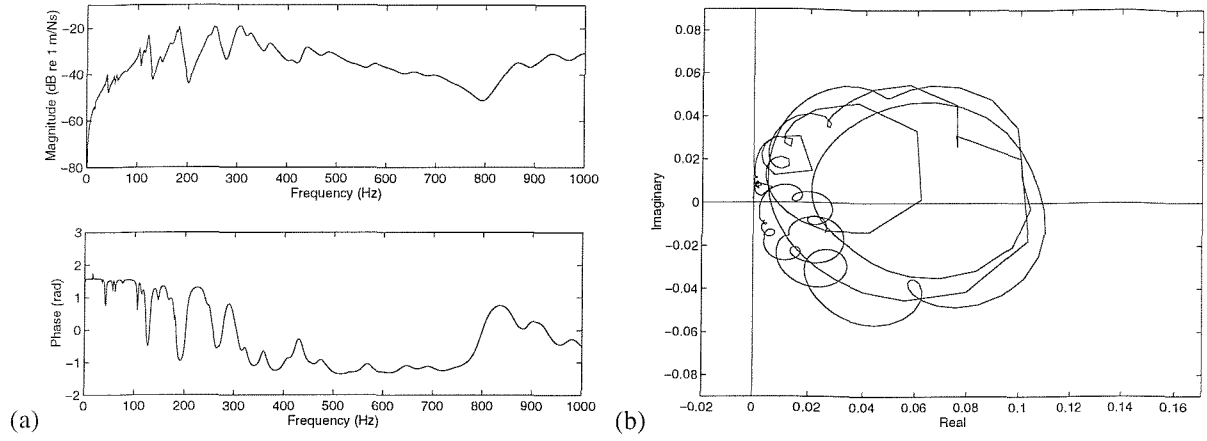 Magnitude (dB re 1 m/Ns)
−20
−40
−60
−80
0 100 200 300 400 500 600 700 800 900 1000
Frequency (Hz)
Phase (rad)
3
2
1
0
−1
−2
0 100 200 300 400 500 600 700 800 900 1000
Frequency (Hz)
(a)
Imaginary
0.08
0.06
0.04
0.02
0
−0.02
−0.04
−0.06
−0.08
−0.02 0 0.02 0.04 0.06 0.08 0.1 0.12 0.14 0.16
Real
(b)